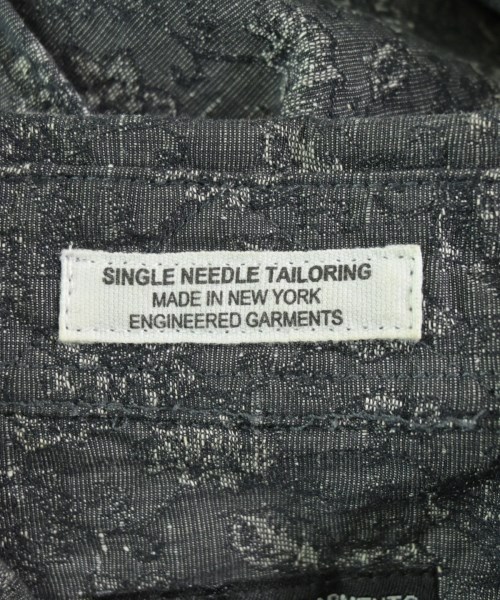 SINGLE NEEDLE TAILORING
MADE IN NEW YORK
ENGINEERED GARMENTS